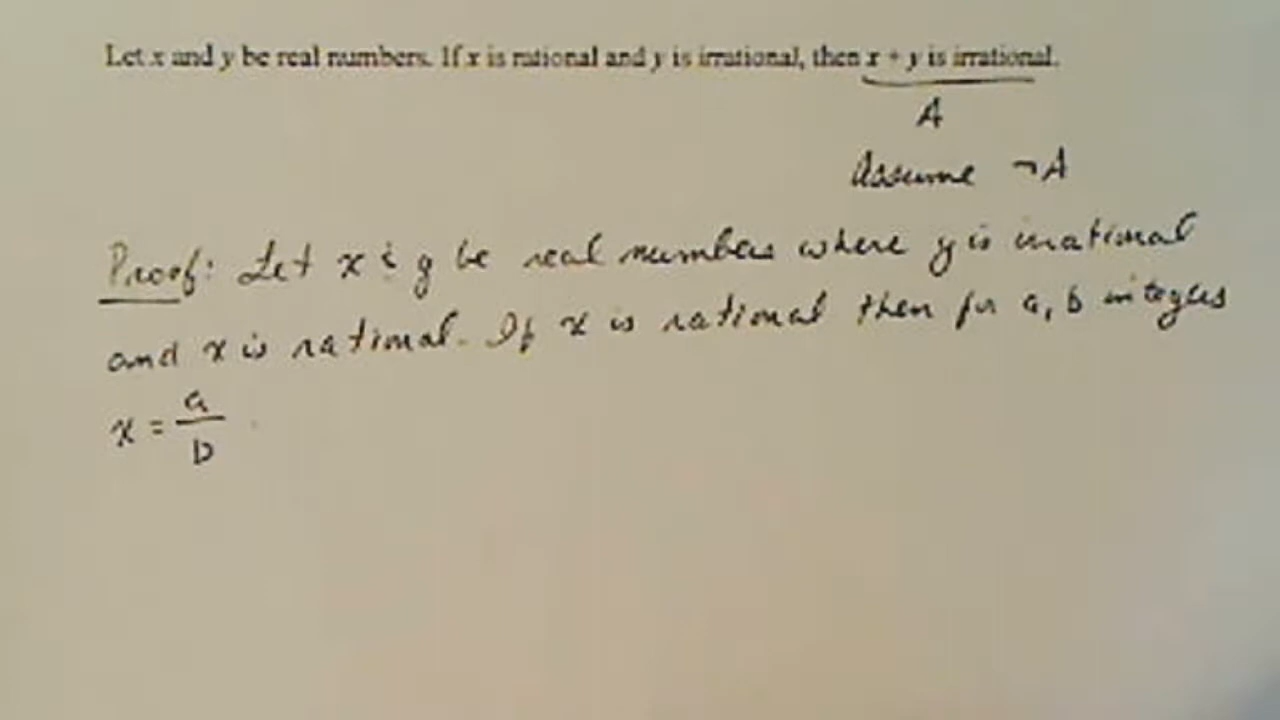 Let x and y be real numbers. If x is rational and y is irrational, then x + y is irrational.
A
Assume ¬A
Proof: Let x & y be real numbers where y is irrational
and x is rational. If x is rational then for a, b integers
x = a/b